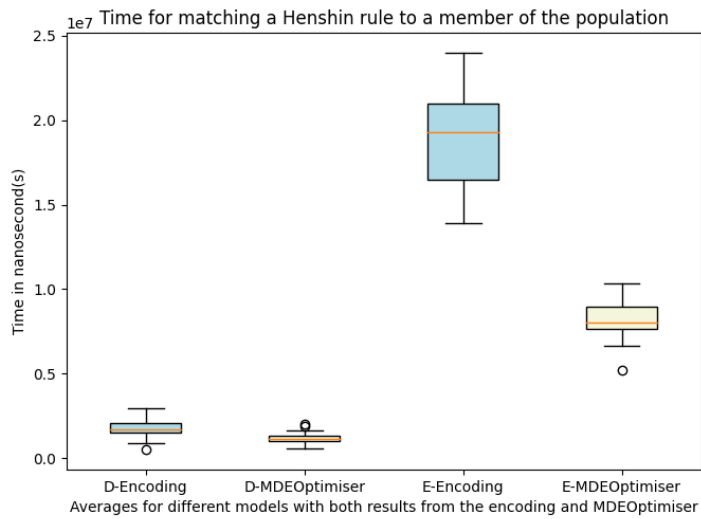 Time for matching a Henshin rule to a member of the population
1e7
2.5
2.0
1.5
1.0
0.5
0.0
Time in nanosecond(s)
D-Encoding D-MDEOptimiser E-Encoding E-MDEOptimiser
Averages for different models with both results from the encoding and MDEOptimiser